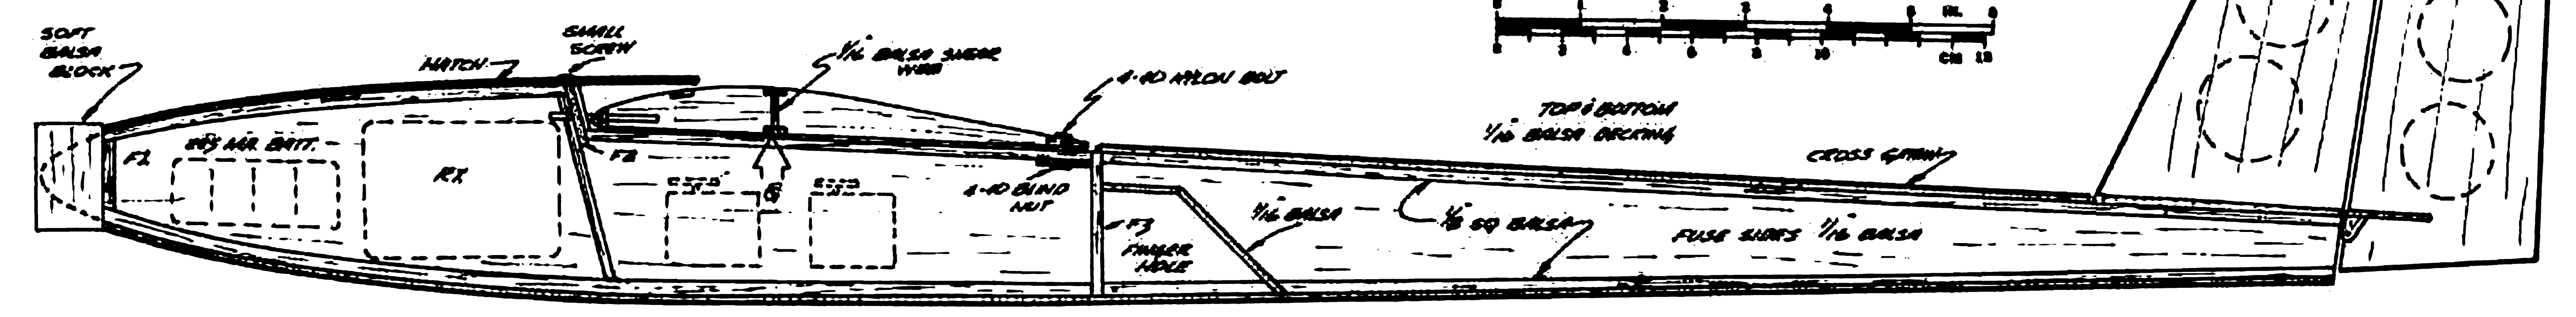 SOFT
BALSA
BLOCK
HATCH
SMALL
SCREW
1/16" BALSA SHEAR
WEB
4-40 NYLON BOLT
TOP & BOTTOM
1/16" BALSA DECKING
CROSS GRAIN
F1
BATT.
RX
F2
4-40 BLIND
NUT
F3
FINGER
HOLE
1/16" BALSA
1/8" SQ BALSA
FUSE SIDES 1/16" BALSA
IN.
CM